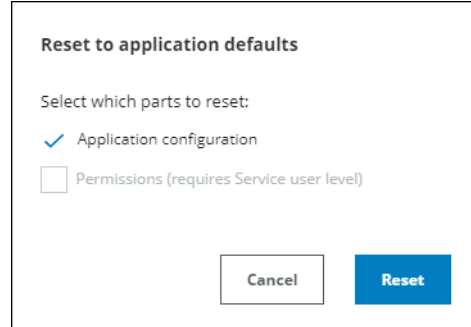 Reset to application defaults
Select which parts to reset:
Application configuration
Permissions (requires Service user level)
Cancel
Reset